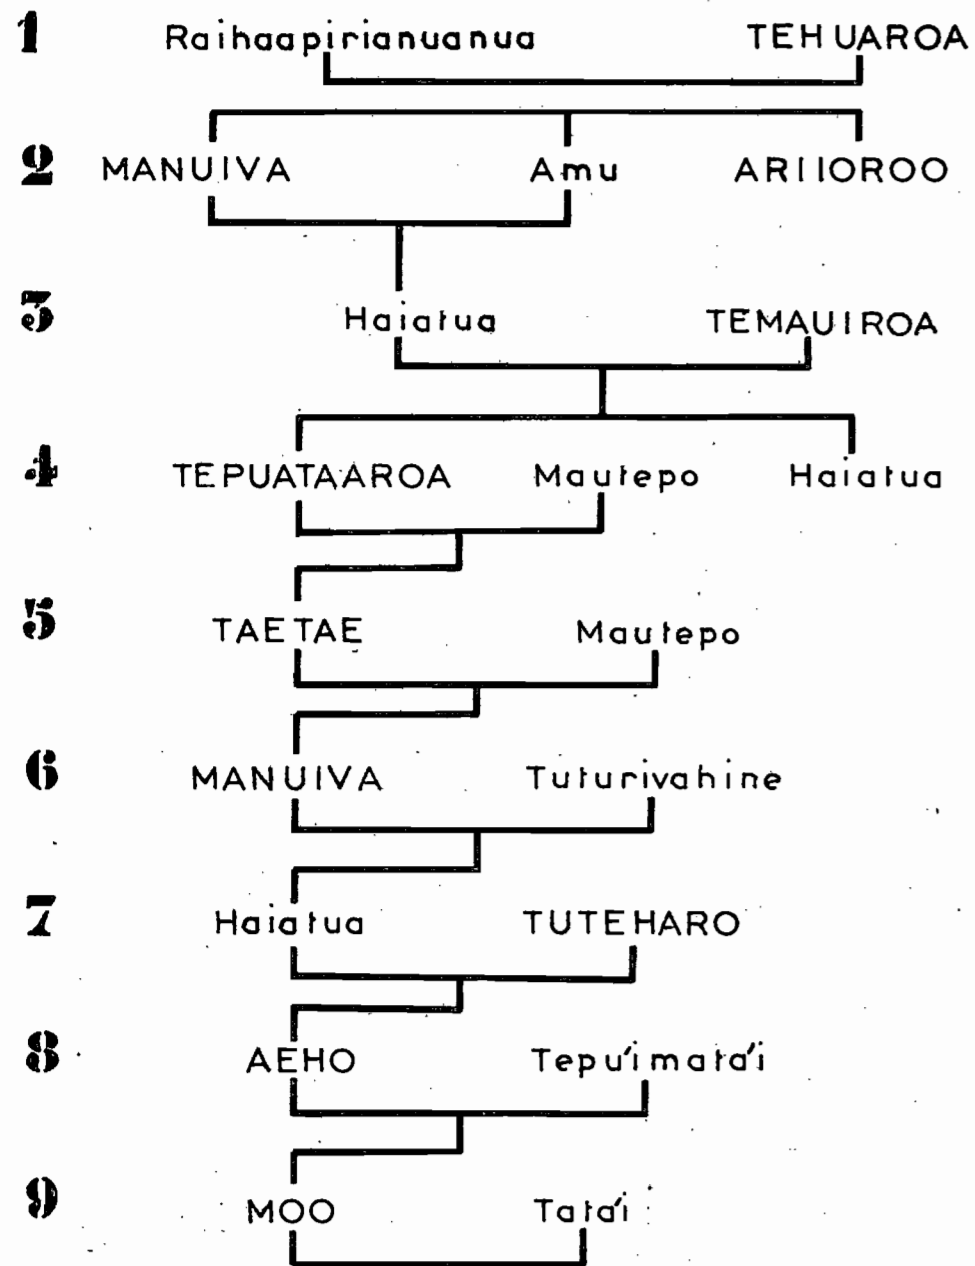 1 Raihaapirianuanua TEHUAROA
2 MANUIVA Amu ARIIOROO
3 Haiatua TEMAUIROA
4 TEPUATAAROA Mautepo Haiatua
5 TAETAE Mautepo
6 MANUIVA Tuturivahine
7 Haiatua TUTEHARO
8 AEHO Tepu'imata'i
9 MOO Tata'i